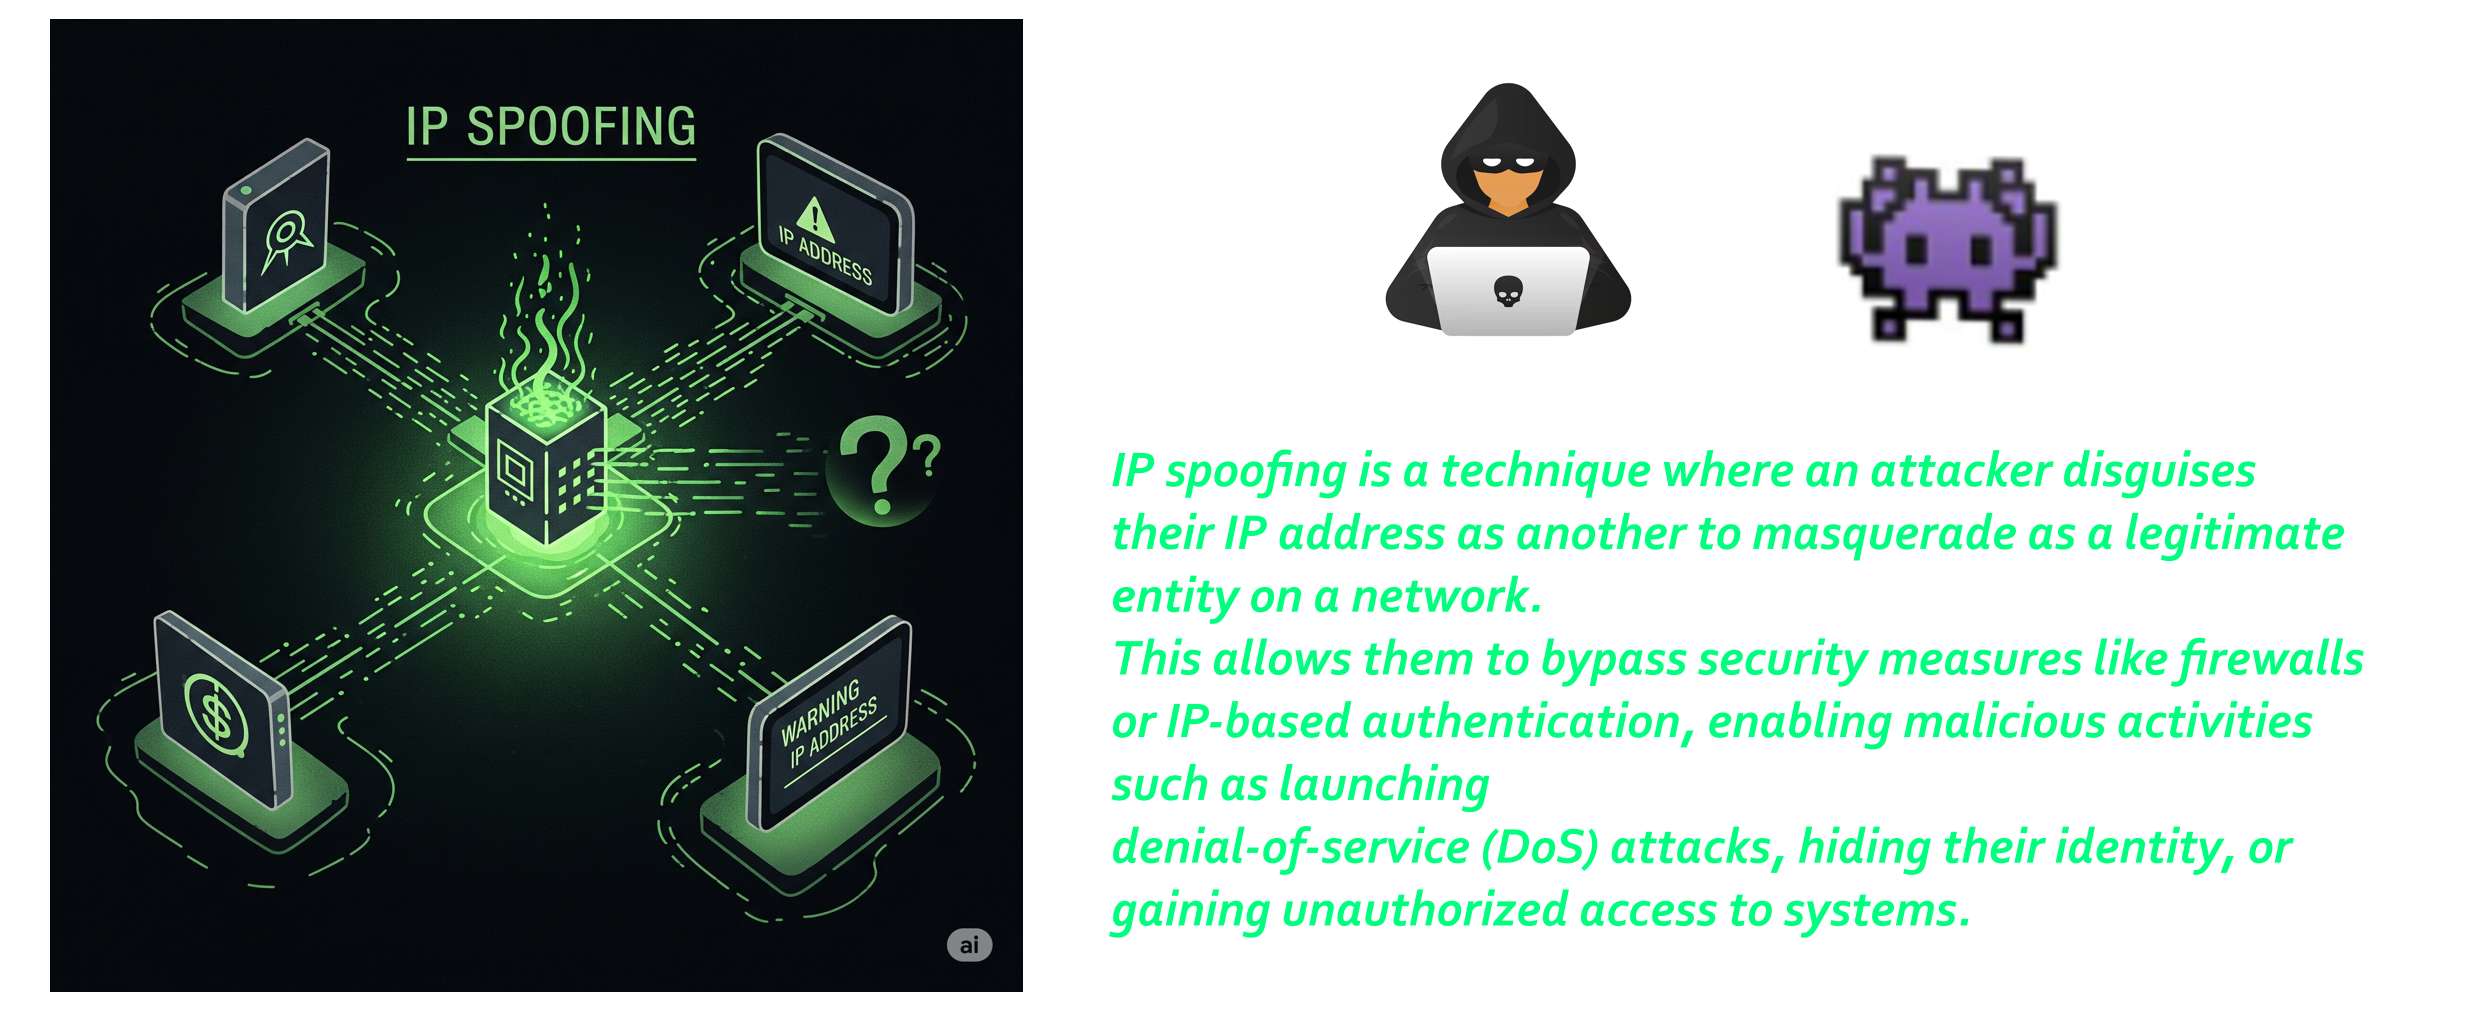 IP SPOOFING
IP ADDRESS
WARNING
IP ADDRESS
ai
IP spoofing is a technique where an attacker disguises
their IP address as another to masquerade as a legitimate
entity on a network.
This allows them to bypass security measures like firewalls
or IP-based authentication, enabling malicious activities
such as launching
denial-of-service (DoS) attacks, hiding their identity, or
gaining unauthorized access to systems.